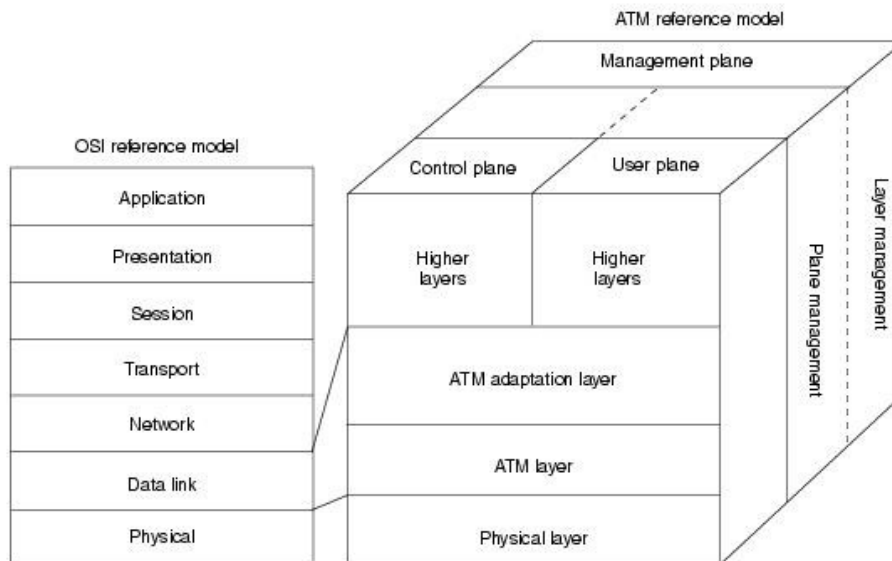 ATM reference model
Management plane
OSI reference model
Control plane
User plane
Application
Presentation
Session
Transport
Network
Data link
Physical
Higher
layers
Higher
layers
ATM adaptation layer
ATM layer
Physical layer
Plane management
Layer management